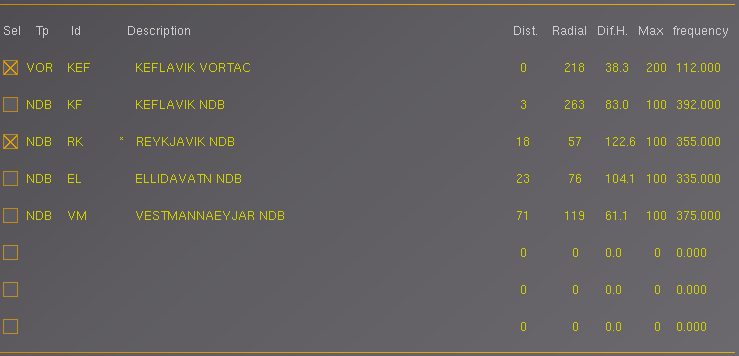 Sel Tp Id Description Dist. Radial Dif.H. Max frequency
VOR KEF KEFLAVIK VORTAC 0 218 38.3 200 112.000
NDB KF KEFLAVIK NDB 3 263 83.0 100 392.000
NDB RK * REYKJAVIK NDB 18 57 122.6 100 355.000
NDB EL ELLIDAVATN NDB 23 76 104.1 100 335.000
NDB VM VESTMANNAEYJAR NDB 71 119 61.1 100 375.000
0 0 0.0 0 0.000
0 0 0.0 0 0.000
0 0 0.0 0 0.000